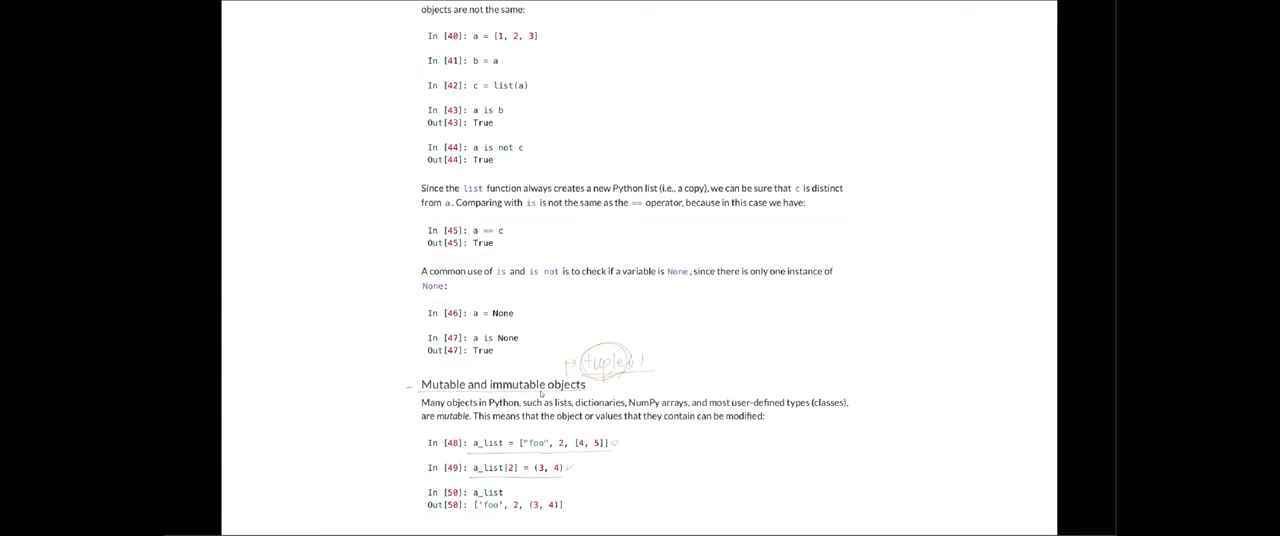 objects are not the same:
In [40]: a = [1, 2, 3]
In [41]: b = a
In [42]: c = list(a)
In [43]: a is b
Out[43]: True
In [44]: a is not c
Out[44]: True
Since the list function always creates a new Python list (i.e., a copy), we can be sure that c is distinct
from a. Comparing with is is not the same as the == operator, because in this case we have:
In [45]: a == c
Out[45]: True
A common use of is and is not is to check if a variable is None, since there is only one instance of
None:
In [46]: a = None
In [47]: a is None
Out[47]: True
tuple
Mutable and immutable objects
Many objects in Python, such as lists, dictionaries, NumPy arrays, and most user-defined types (classes),
are mutable. This means that the object or values that they contain can be modified:
In [48]: a_list = ["foo", 2, [4, 5]]
In [49]: a_list[2] = (3, 4)
In [50]: a_list
Out[50]: ['foo', 2, (3, 4)]